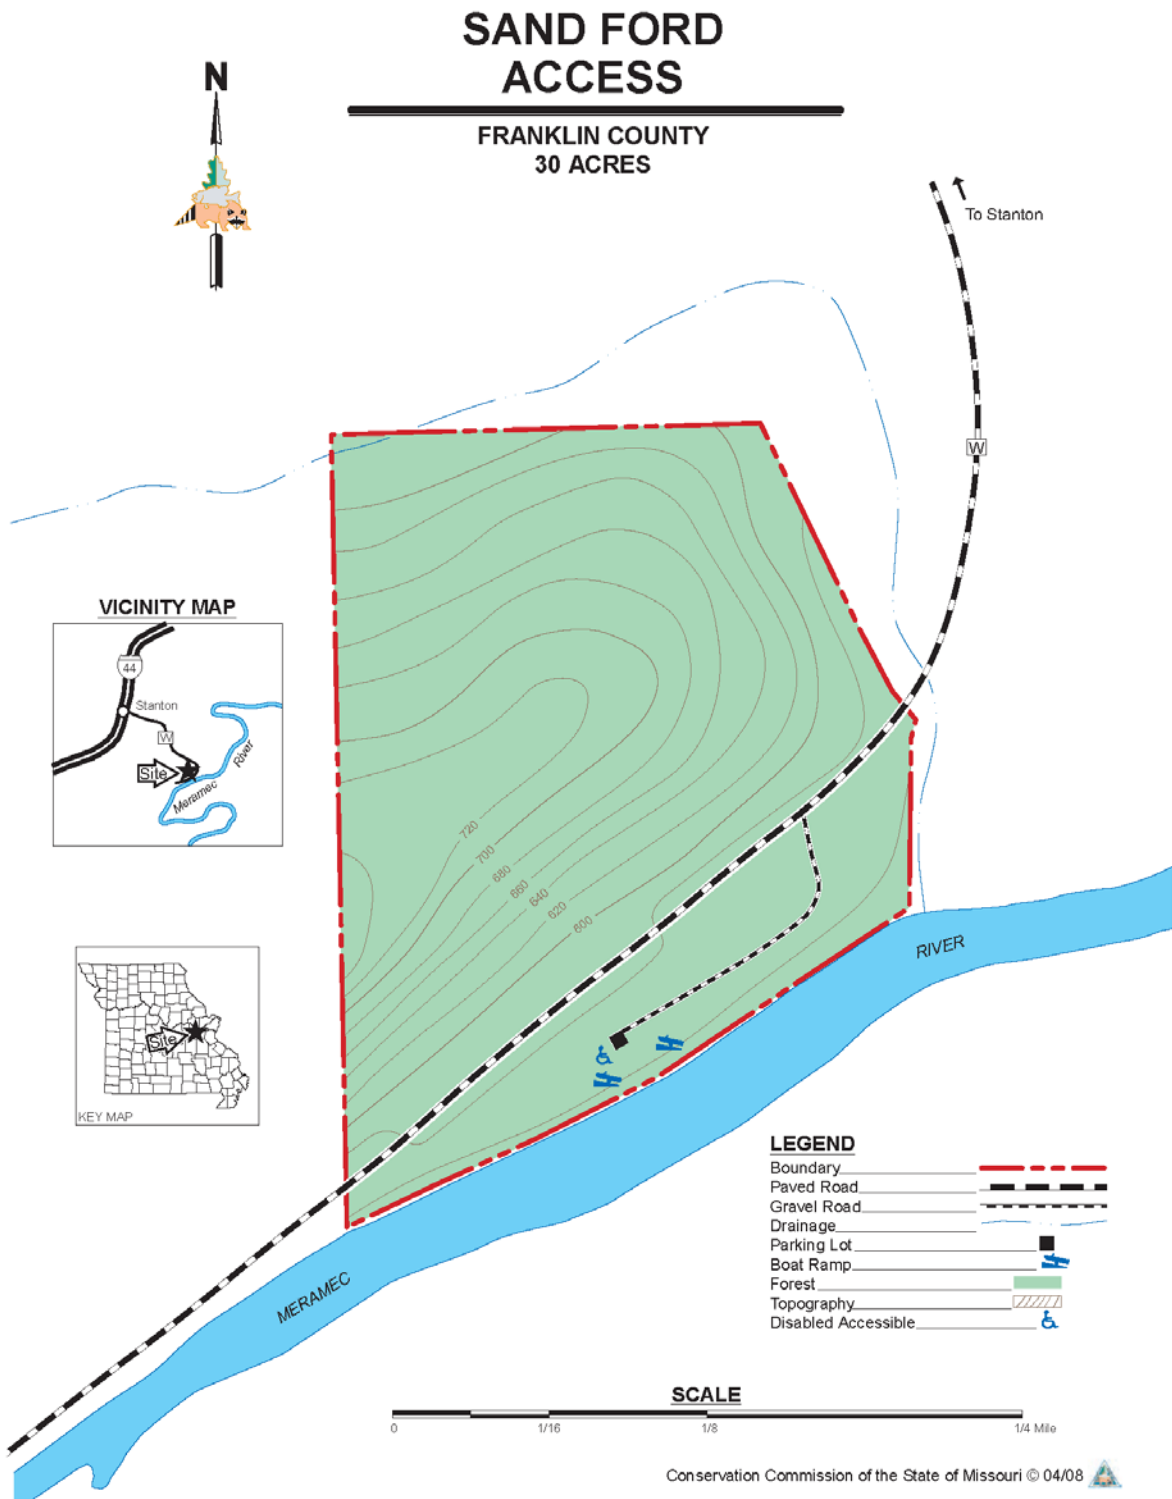 SAND FORD
ACCESS
FRANKLIN COUNTY
30 ACRES
N
To Stanton
W
VICINITY MAP
44
Stanton
W
Site
River
Meramec
720
700
680
660
640
620
600
RIVER
Site
KEY MAP
MERAMEC
LEGEND
Boundary
Paved Road
Gravel Road
Drainage
Parking Lot
Boat Ramp
Forest
Topography
Disabled Accessible
SCALE
0 1/16 1/8 1/4 Mile
Conservation Commission of the State of Missouri © 04/08